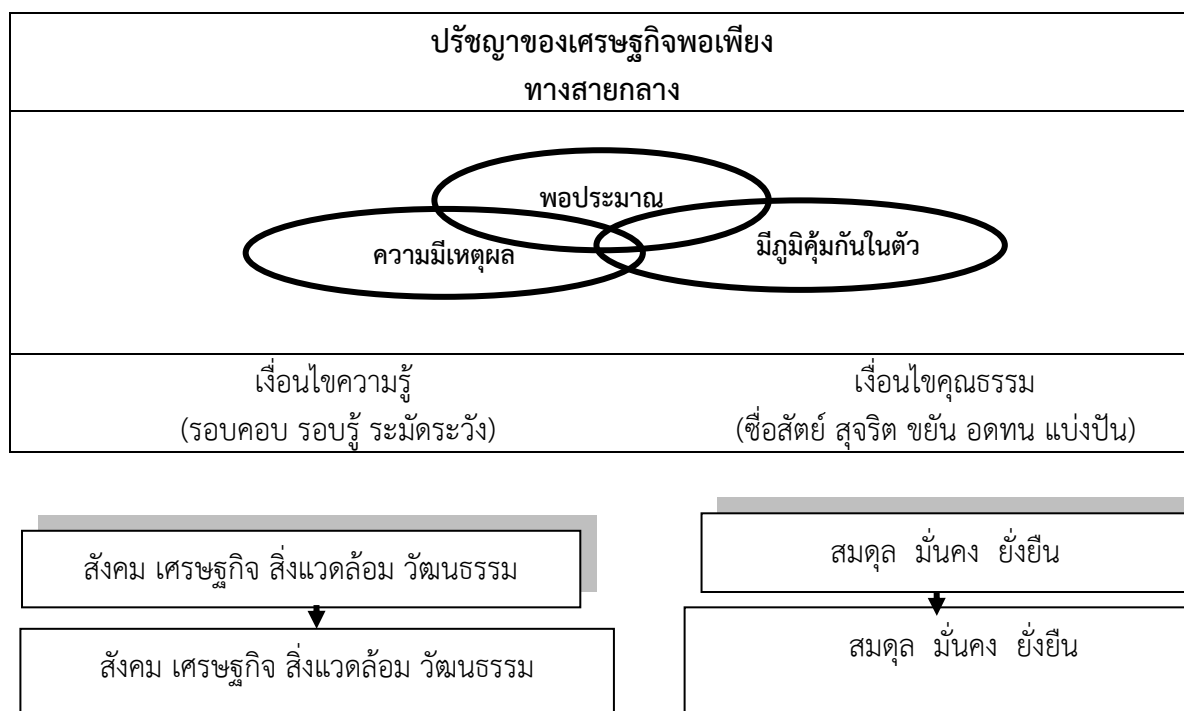 ปรัชญาของเศรษฐกิจพอเพียง
ทางสายกลาง
พอประมาณ
ความมีเหตุผล
มีภูมิคุ้มกันในตัว
เงื่อนไขความรู้
(รอบคอบ รอบรู้ ระมัดระวัง)
เงื่อนไขคุณธรรม
(ซื่อสัตย์ สุจริต ขยัน อดทน แบ่งปัน)
สังคม เศรษฐกิจ สิ่งแวดล้อม วัฒนธรรม
สมดุล มั่นคง ยั่งยืน
สังคม เศรษฐกิจ สิ่งแวดล้อม วัฒนธรรม
สมดุล มั่นคง ยั่งยืน